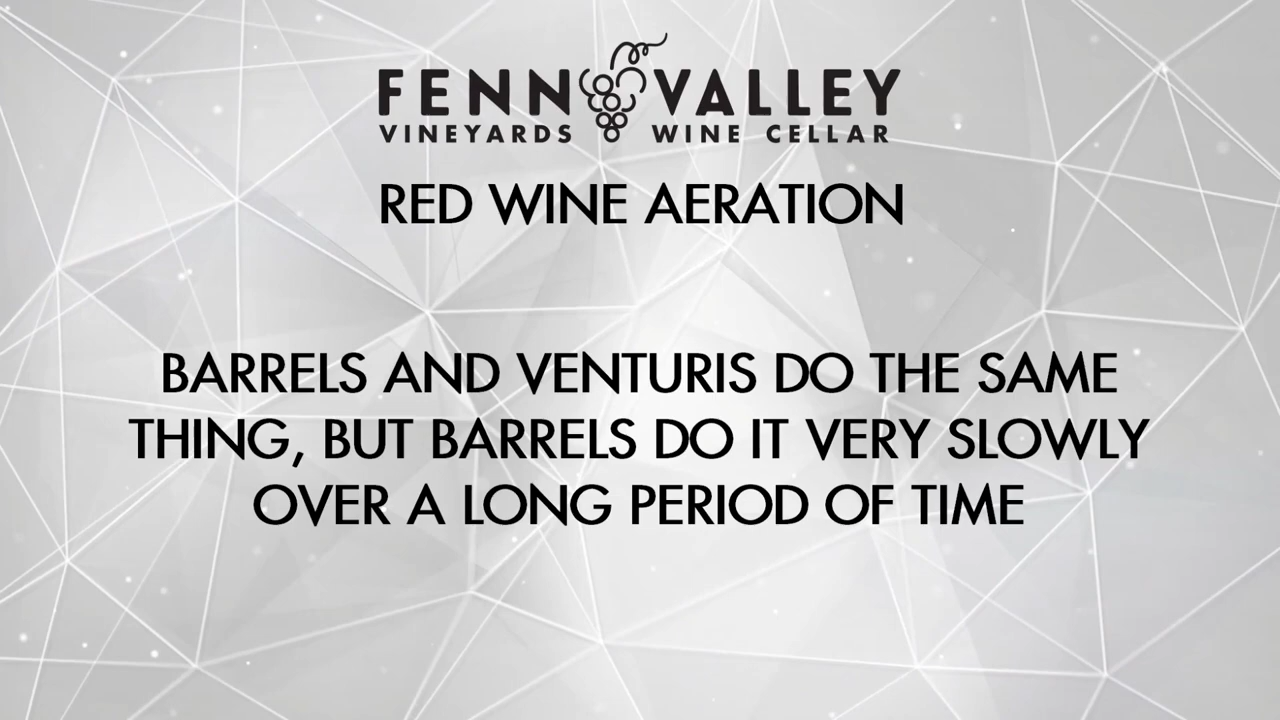 FENN VALLEY
VINEYARDS WINE CELLAR
RED WINE AERATION
BARRELS AND VENTURIS DO THE SAME
THING, BUT BARRELS DO IT VERY SLOWLY
OVER A LONG PERIOD OF TIME